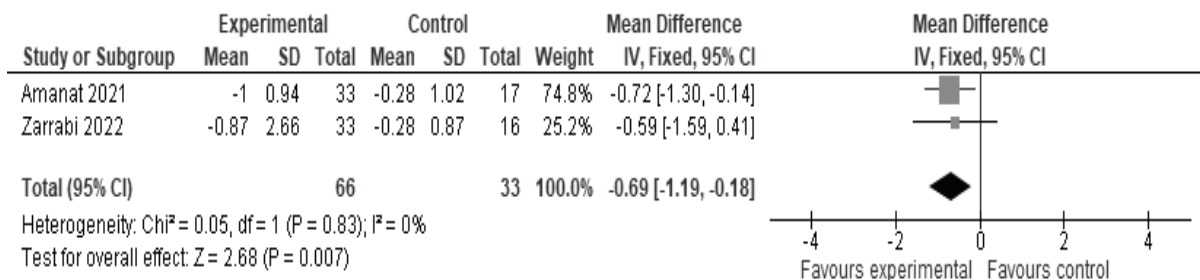 Experimental Control Mean Difference Mean Difference
Study or Subgroup Mean SD Total Mean SD Total Weight IV, Fixed, 95% CI IV, Fixed, 95% CI
Amanat 2021 -1 0.94 33 -0.28 1.02 17 74.8% -0.72 [-1.30, -0.14]
Zarrabi 2022 -0.87 2.66 33 -0.28 0.87 16 25.2% -0.59 [-1.59, 0.41]
Total (95% CI) 66 33 100.0% -0.69 [-1.19, -0.18]
Heterogeneity: Chi² = 0.05, df = 1 (P = 0.83); I² = 0%
Test for overall effect: Z = 2.68 (P = 0.007)
-4 -2 0 2 4
Favours experimental Favours control